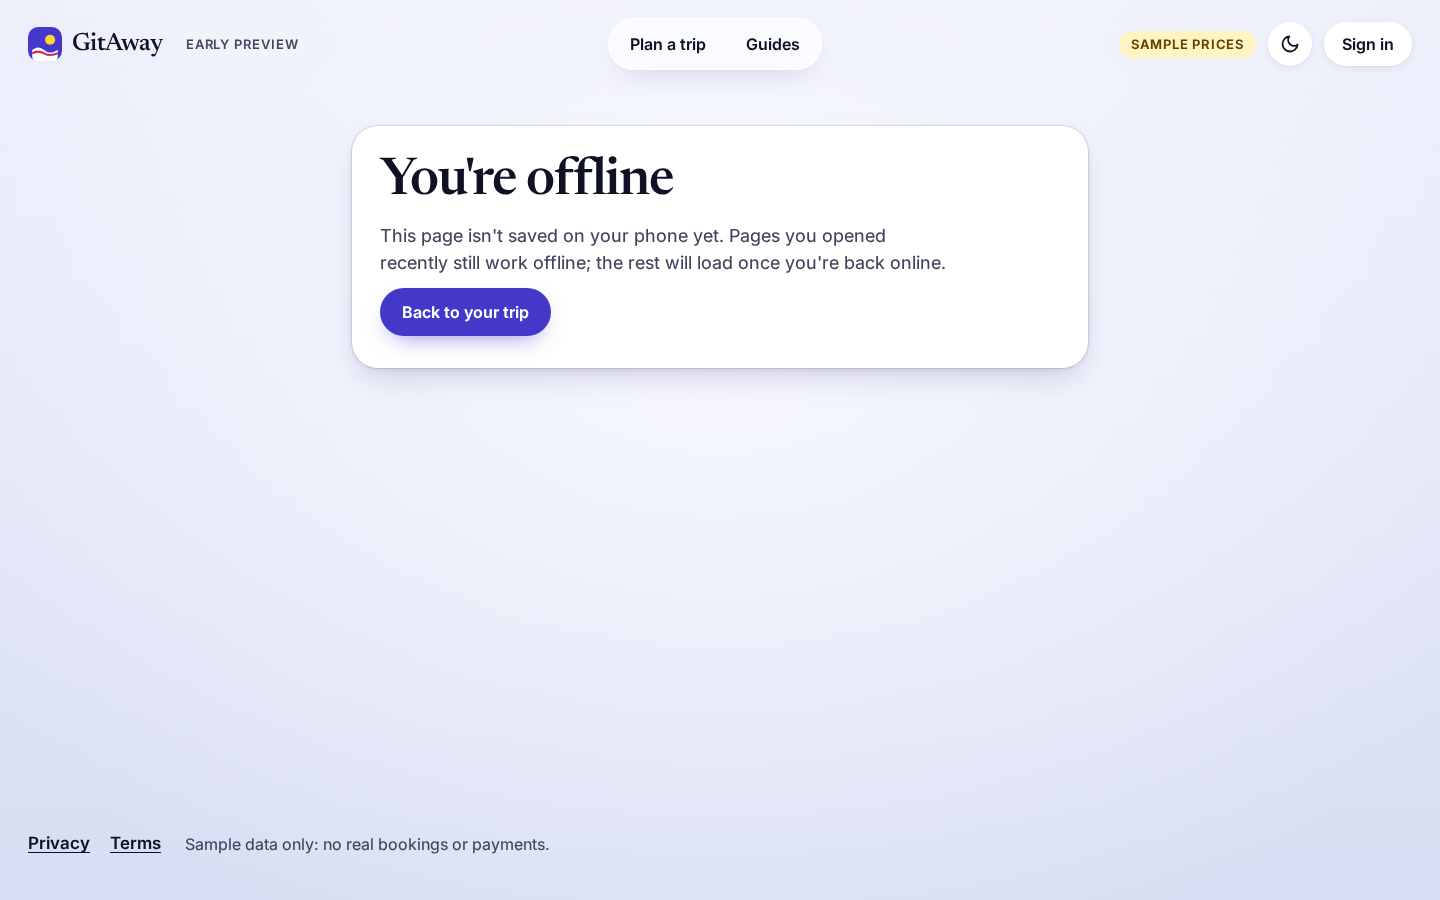 GitAway
EARLY PREVIEW
Plan a trip
Guides
SAMPLE PRICES
Sign in
You're offline
This page isn't saved on your phone yet. Pages you opened
recently still work offline; the rest will load once you're back online.
Back to your trip
Privacy
Terms
Sample data only: no real bookings or payments.